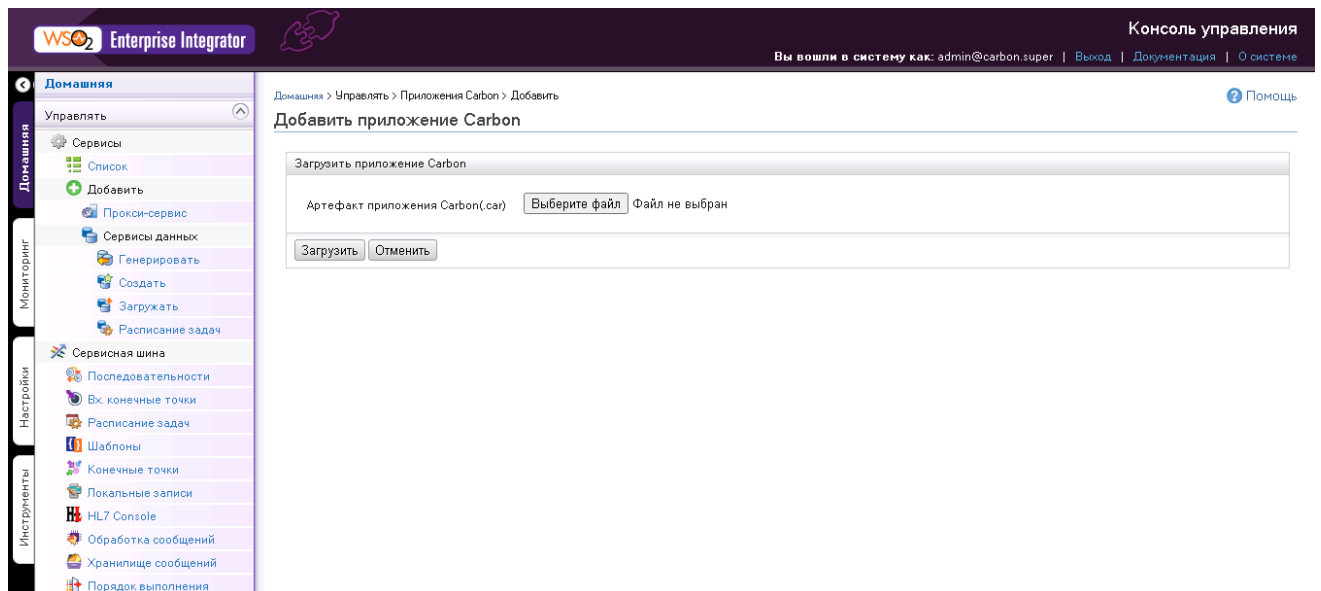 WSO2 Enterprise Integrator
Консоль управления
Вы вошли в систему как: admin@carbon.super | Выход | Документация | О системе
Домашняя
Мониторинг
Настройки
Инструменты
Домашняя
Управлять
Сервисы
Список
Добавить
Прокси-сервис
Сервисы данных
Генерировать
Создать
Загружать
Расписание задач
Сервисная шина
Последовательности
Вх. конечные точки
Расписание задач
Шаблоны
Конечные точки
Локальные записи
HL7 Console
Обработка сообщений
Хранилище сообщений
Порядок выполнения
Домашняя > Управлять > Приложения Carbon > Добавить
Помощь
Добавить приложение Carbon
Загрузить приложение Carbon
Артефакт приложения Carbon(.car) Выберите файл Файл не выбран
Загрузить Отменить